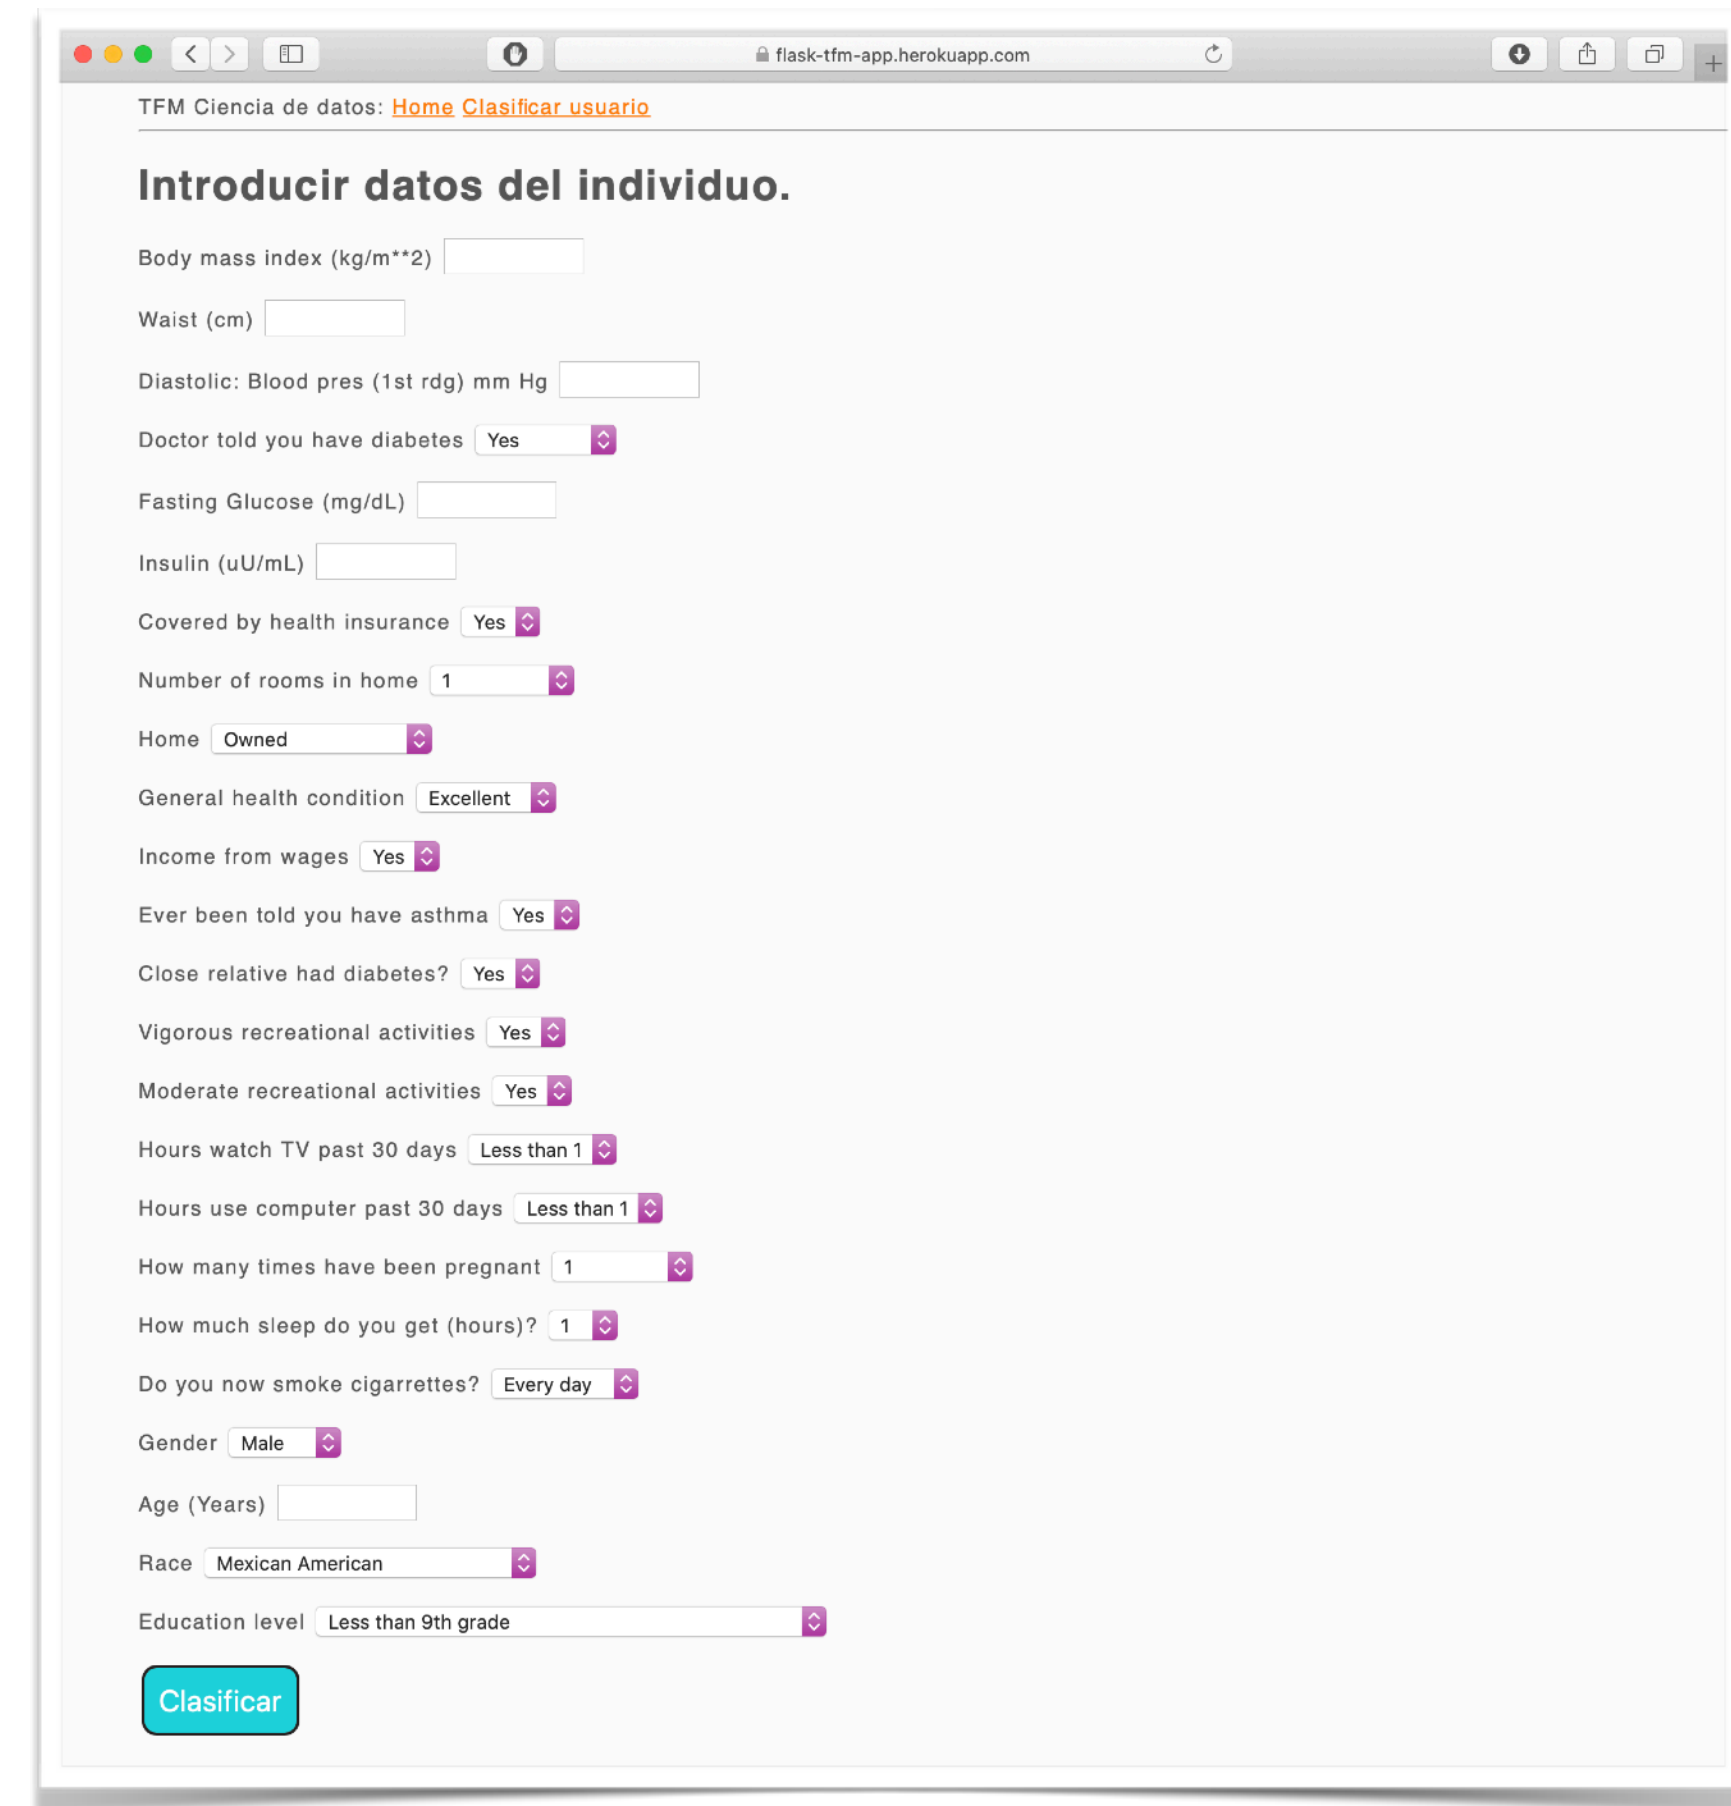 flask-tfm-app.herokuapp.com
TFM Ciencia de datos: Home Clasificar usuario
Introducir datos del individuo.
Body mass index (kg/m**2)
Waist (cm)
Diastolic: Blood pres (1st rdg) mm Hg
Doctor told you have diabetes Yes
Fasting Glucose (mg/dL)
Insulin (uU/mL)
Covered by health insurance Yes
Number of rooms in home 1
Home Owned
General health condition Excellent
Income from wages Yes
Ever been told you have asthma Yes
Close relative had diabetes? Yes
Vigorous recreational activities Yes
Moderate recreational activities Yes
Hours watch TV past 30 days Less than 1
Hours use computer past 30 days Less than 1
How many times have been pregnant 1
How much sleep do you get (hours)? 1
Do you now smoke cigarrettes? Every day
Gender Male
Age (Years)
Race Mexican American
Education level Less than 9th grade
Clasificar